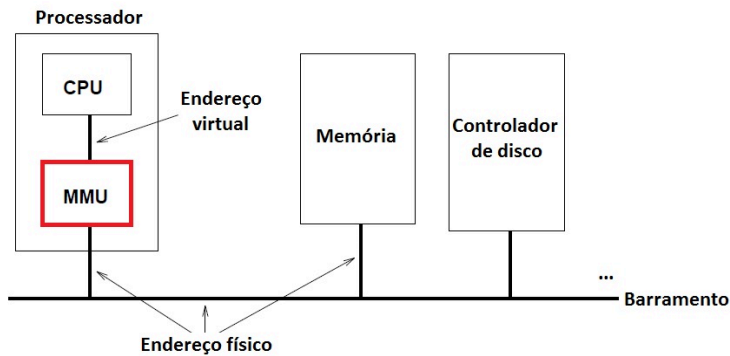 Processador
CPU
Endereço
virtual
MMU
Memória
Controlador
de disco
...
Barramento
Endereço físico